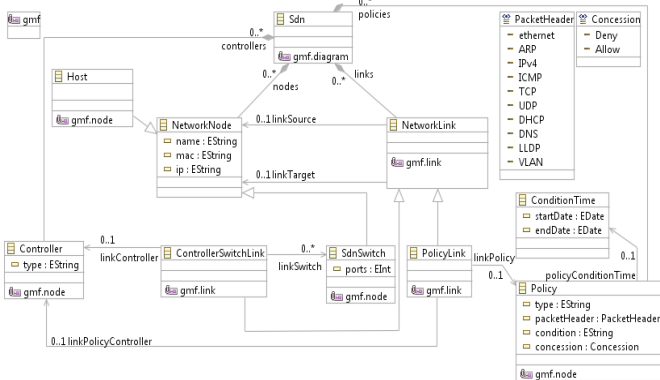 gmf
Sdn
gmf.diagram
0..*
policies
0..*
controllers
0..*
nodes
0..*
links
PacketHeader
ethernet
ARP
IPv4
ICMP
TCP
UDP
DHCP
DNS
LLDP
VLAN
Concession
Deny
Allow
Host
gmf.node
NetworkNode
name : EString
mac : EString
ip : EString
0..1 linkSource
0..1 linkTarget
NetworkLink
gmf.link
ConditionTime
startDate : EDate
endDate : EDate
0..1
policyConditionTime
Controller
type : EString
gmf.node
0..1
linkController
ControllerSwitchLink
gmf.link
0..*
linkSwitch
SdnSwitch
ports : EInt
gmf.node
PolicyLink
gmf.link
linkPolicy
0..1
Policy
type : EString
packetHeader : PacketHeader
condition : EString
concession : Concession
gmf.node
0..1 linkPolicyController